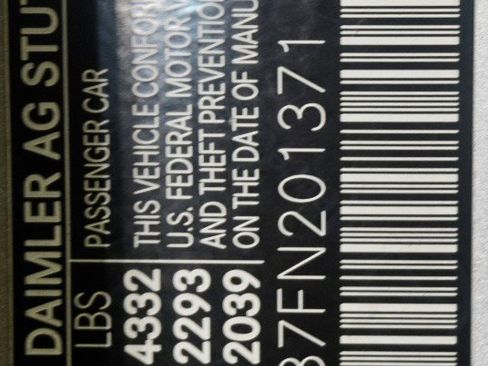 DAIMLER AG STUT
LBS PASSENGER CAR
4332 THIS VEHICLE CONFOR
2293 U.S. FEDERAL MOTOR V
2039 AND THEFT PREVENTIO
ON THE DATE OF MANU
37FN201371